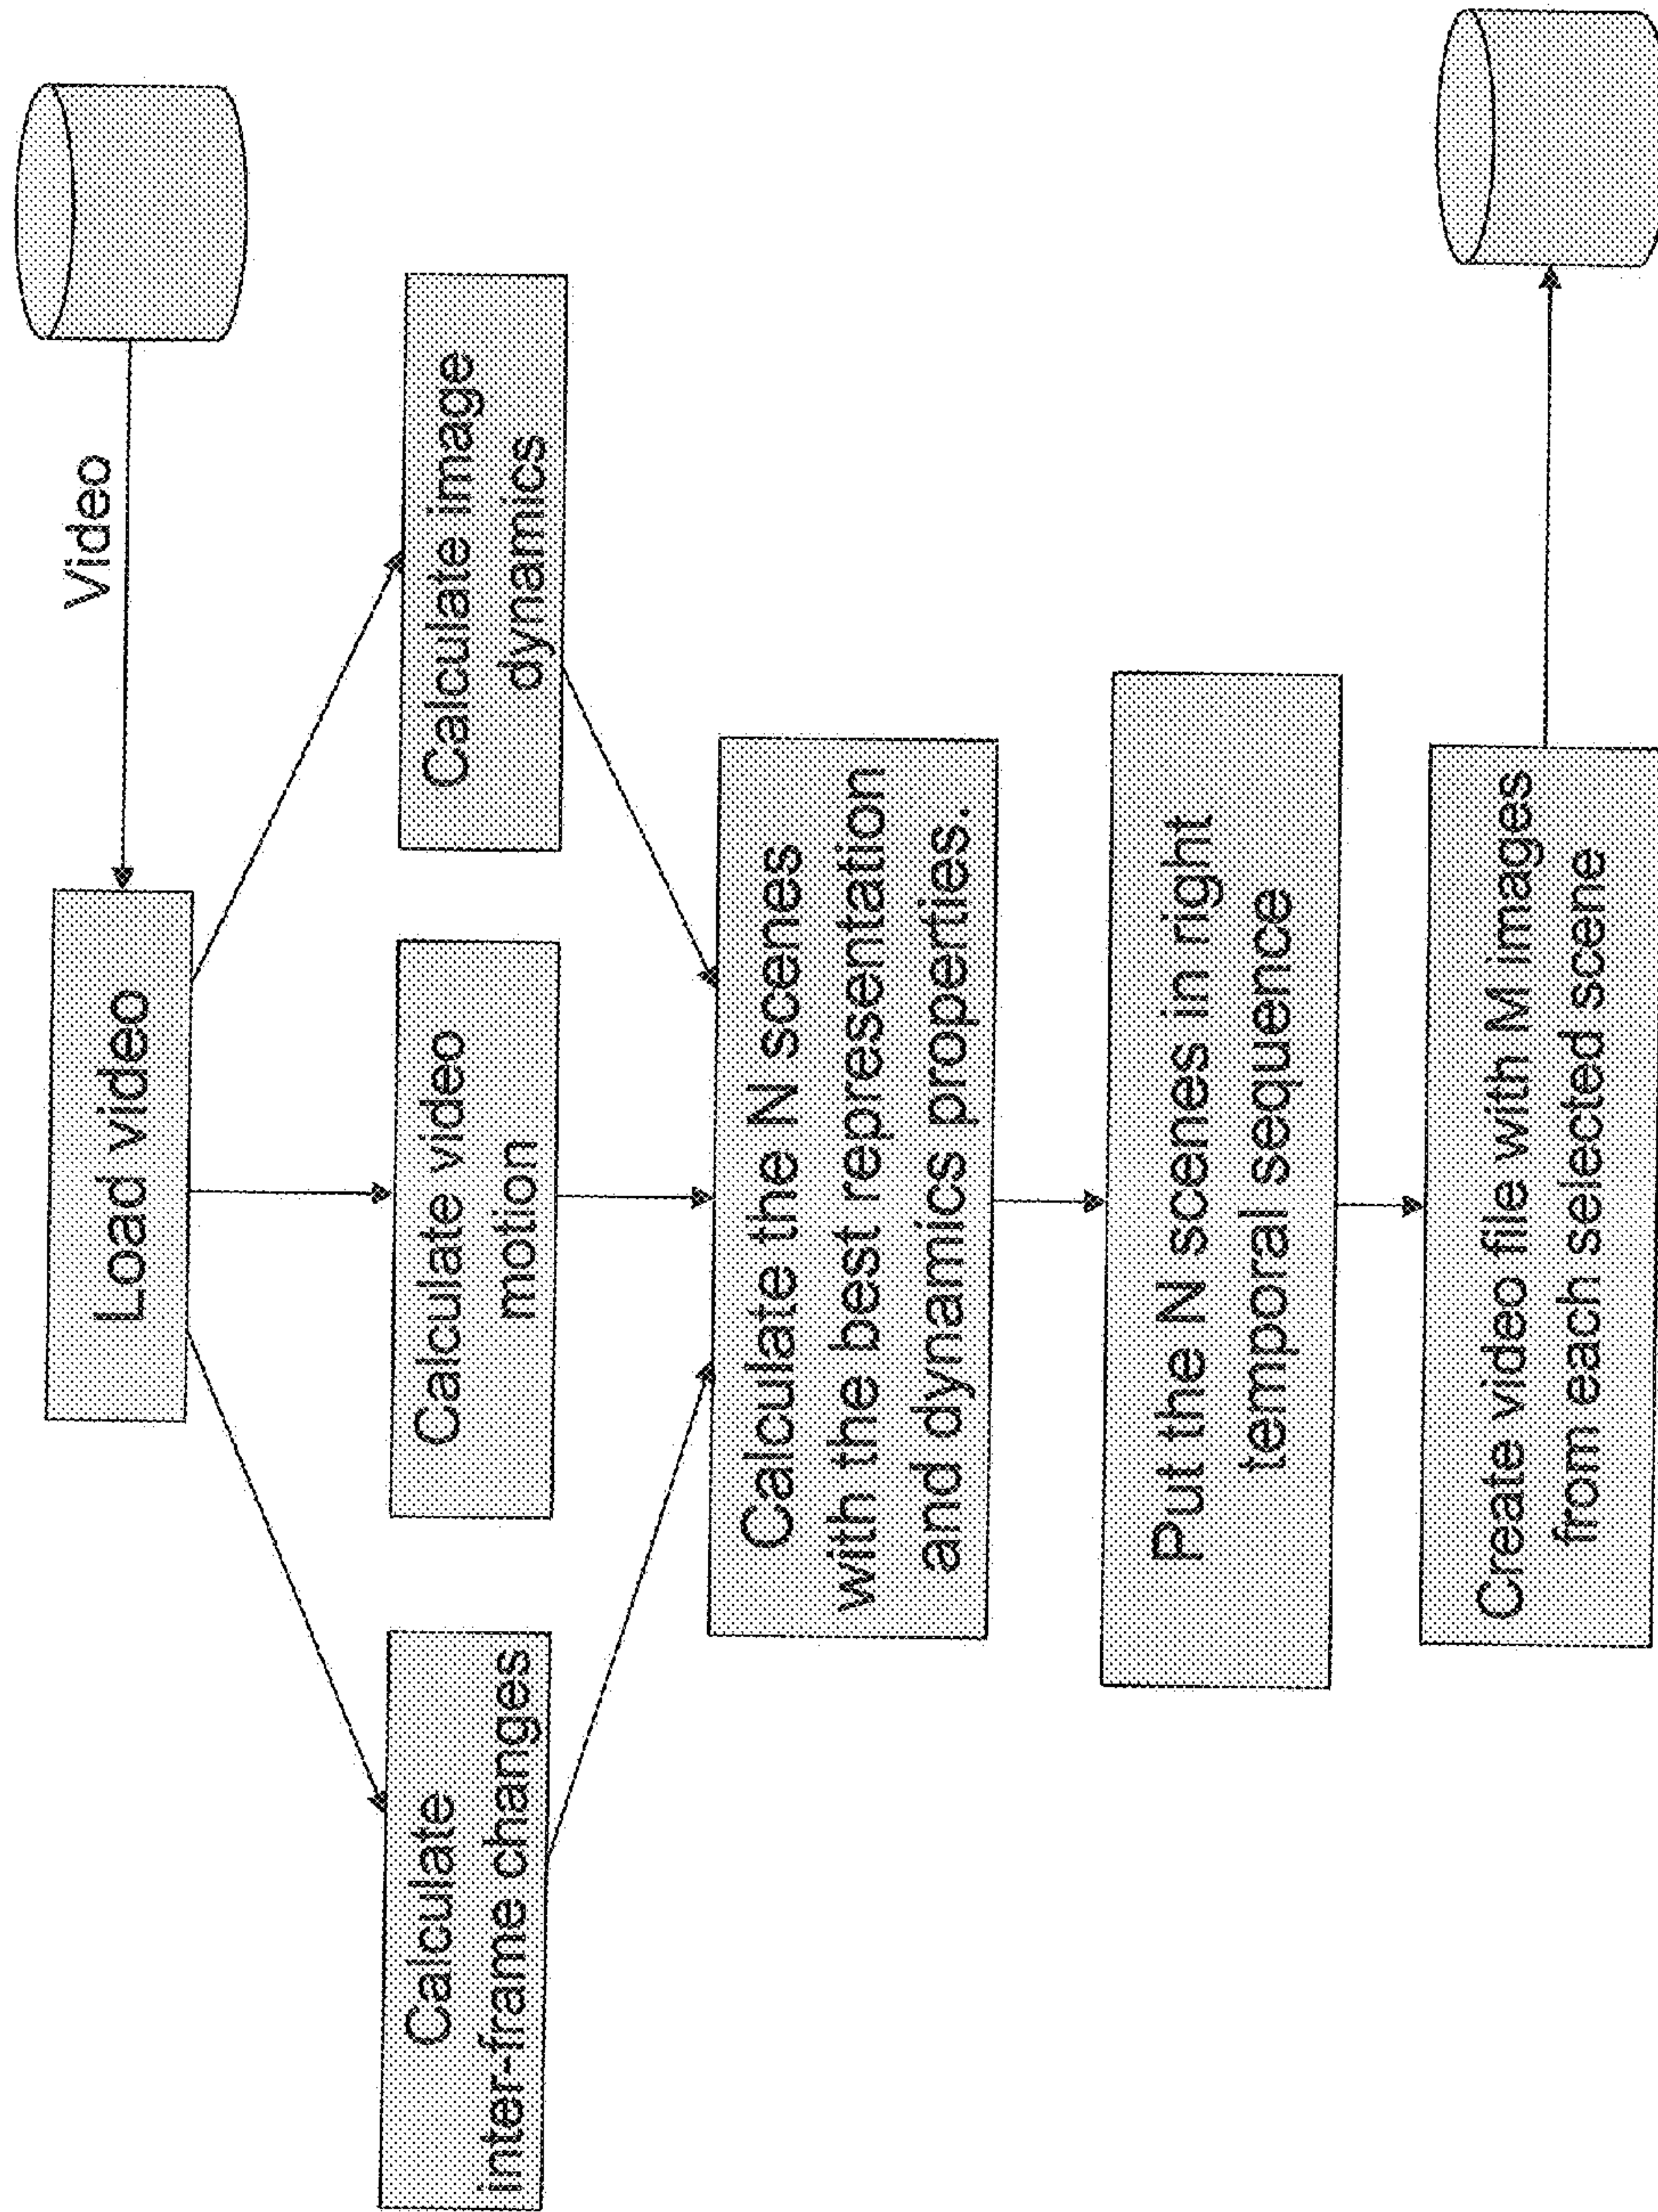 Video
Load video
Calculate
inter-frame changes
Calculate video
motion
Calculate image
dynamics
Calculate the N scenes
with the best representation
and dynamics properties.
Put the N scenes in right
temporal sequence
Create video file with M images
from each selected scene